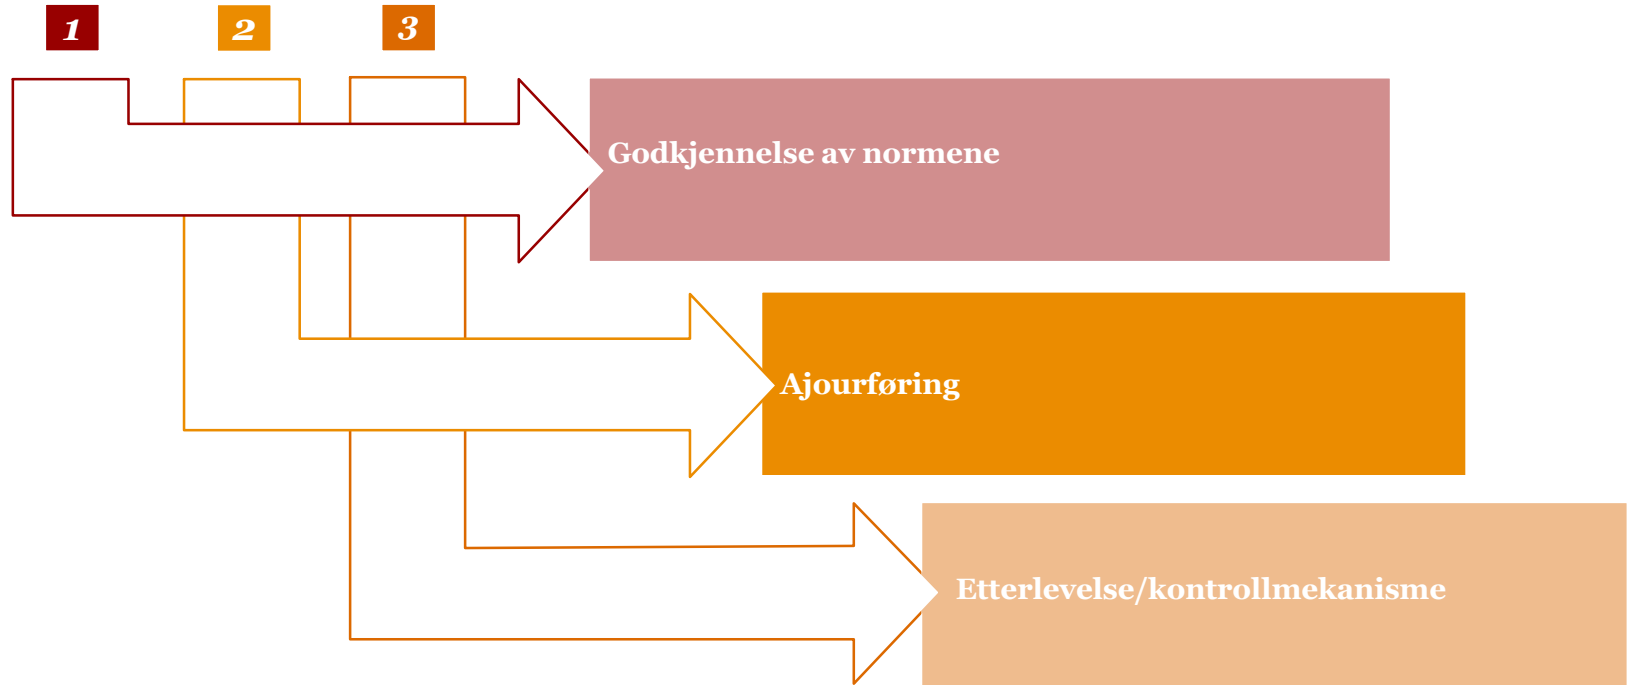 1
2
3
Godkjennelse av normene
Ajourføring
Etterlevelse/kontrollmekanisme